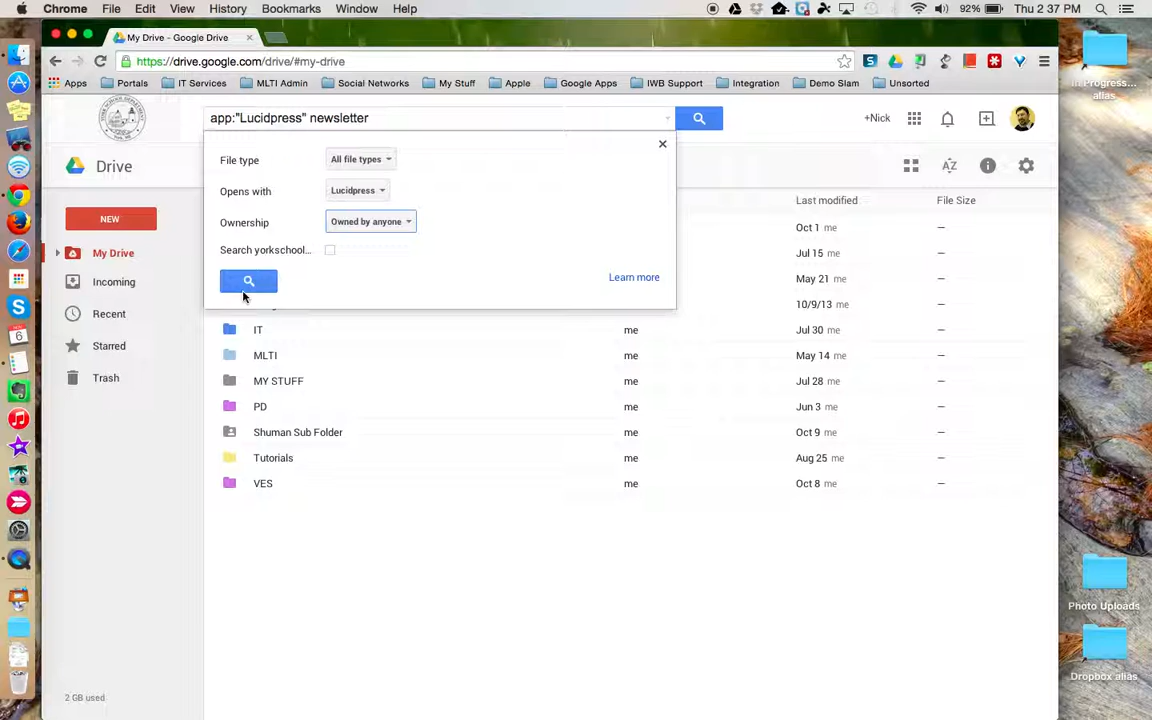 Chrome File Edit View History Bookmarks Window Help 92% Thu 2:37 PM
My Drive - Google Drive
https://drive.google.com/drive/#my-drive
Apps Portals IT Services MLTI Admin Social Networks My Stuff Apple Google Apps IWB Support Integration Demo Slam Unsorted
In Progress...
alias
app:"Lucidpress" newsletter
+Nick
Drive
File type All file types
Opens with Lucidpress
Ownership Owned by anyone
Search yorkschool...
Learn more
Last modified File Size
NEW
My Drive
Incoming
Recent
Starred
Trash
Oct 1 me
Jul 15 me
May 21 me
10/9/13 me
IT me Jul 30 me —
MLTI me May 14 me —
MY STUFF me Jul 28 me —
PD me Jun 3 me —
Shuman Sub Folder me Oct 9 me —
Tutorials me Aug 25 me —
VES me Oct 8 me —
2 GB used
Photo Uploads
Dropbox alias